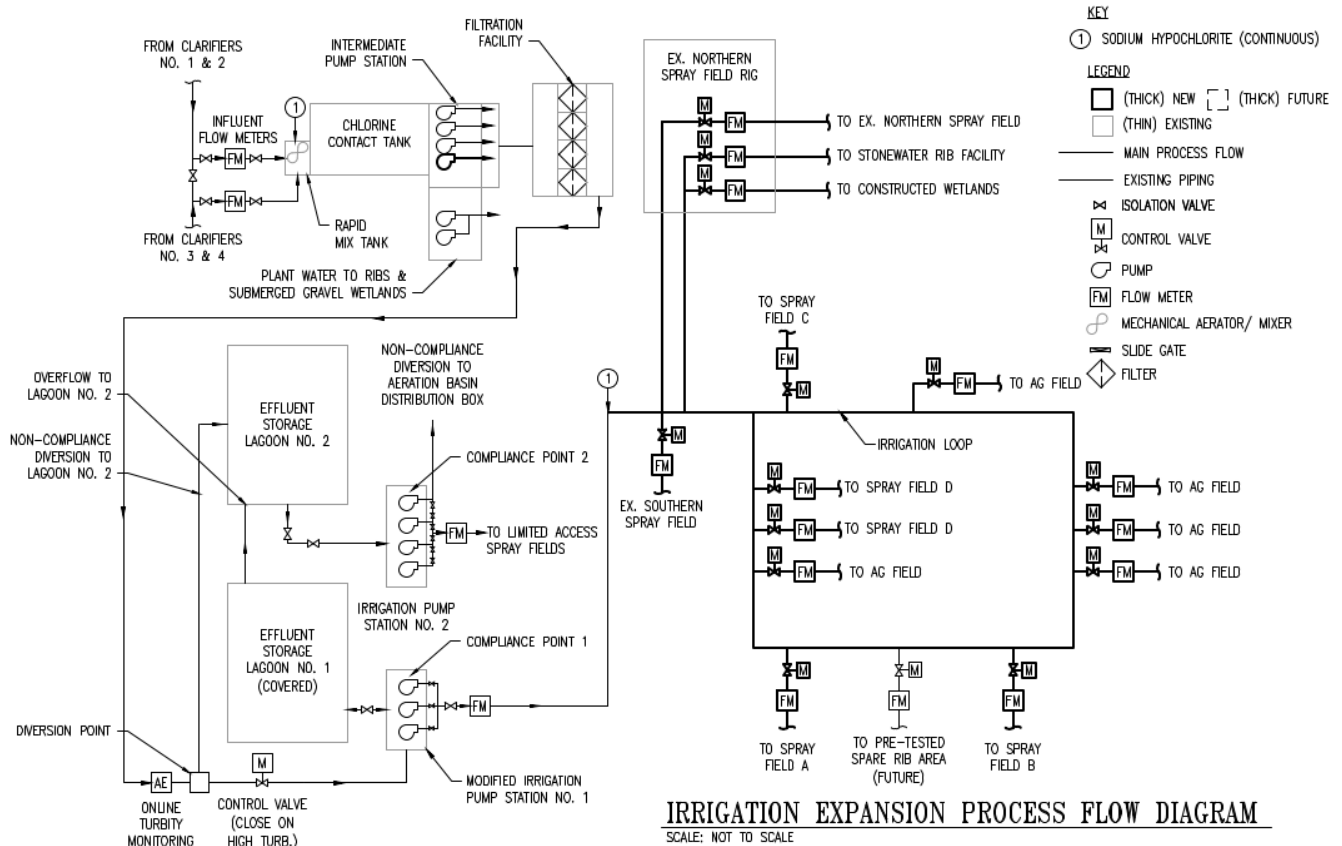 FROM CLARIFIERS
NO. 1 & 2
INFLUENT
FLOW METERS
1
FM
FM
FROM CLARIFIERS
NO. 3 & 4
RAPID
MIX TANK
CHLORINE
CONTACT TANK
INTERMEDIATE
PUMP STATION
FILTRATION
FACILITY
PLANT WATER TO RIBS &
SUBMERGED GRAVEL WETLANDS
EX. NORTHERN
SPRAY FIELD RIG
M
FM
TO EX. NORTHERN SPRAY FIELD
M
FM
TO STONEWATER RIB FACILITY
M
FM
TO CONSTRUCTED WETLANDS
KEY
1 SODIUM HYPOCHLORITE (CONTINUOUS)
LEGEND
(THICK) NEW (THICK) FUTURE
(THIN) EXISTING
MAIN PROCESS FLOW
EXISTING PIPING
ISOLATION VALVE
M
CONTROL VALVE
PUMP
FM FLOW METER
MECHANICAL AERATOR/ MIXER
SLIDE GATE
FILTER
OVERFLOW TO
LAGOON NO. 2
NON-COMPLIANCE
DIVERSION TO
LAGOON NO. 2
EFFLUENT
STORAGE
LAGOON NO. 2
NON-COMPLIANCE
DIVERSION TO
AERATION BASIN
DISTRIBUTION BOX
COMPLIANCE POINT 2
FM
TO LIMITED ACCESS
SPRAY FIELDS
IRRIGATION PUMP
STATION NO. 2
EFFLUENT
STORAGE
LAGOON NO. 1
(COVERED)
COMPLIANCE POINT 1
FM
MODIFIED IRRIGATION
PUMP STATION NO. 1
DIVERSION POINT
AE
ONLINE
TURBITY
MONITORING
M
CONTROL VALVE
(CLOSE ON
HIGH TURB.)
1
M
FM
EX. SOUTHERN
SPRAY FIELD
TO SPRAY
FIELD C
FM
M
M
FM
TO AG FIELD
IRRIGATION LOOP
M
FM
TO SPRAY FIELD D
M
FM
TO SPRAY FIELD D
M
FM
TO AG FIELD
M
FM
TO AG FIELD
M
FM
TO AG FIELD
M
FM
TO AG FIELD
M
FM
TO SPRAY
FIELD A
M
FM
TO PRE-TESTED
SPARE RIB AREA
(FUTURE)
M
FM
TO SPRAY
FIELD B
IRRIGATION EXPANSION PROCESS FLOW DIAGRAM
SCALE: NOT TO SCALE